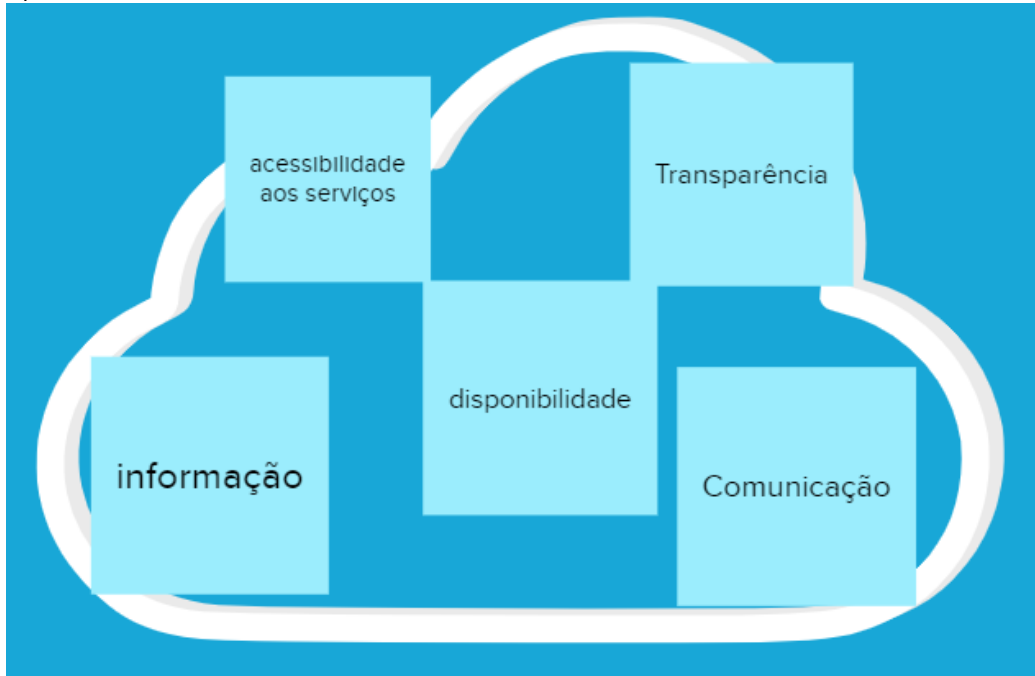 acessibilidade
aos serviços
Transparência
disponibilidade
informação
Comunicação